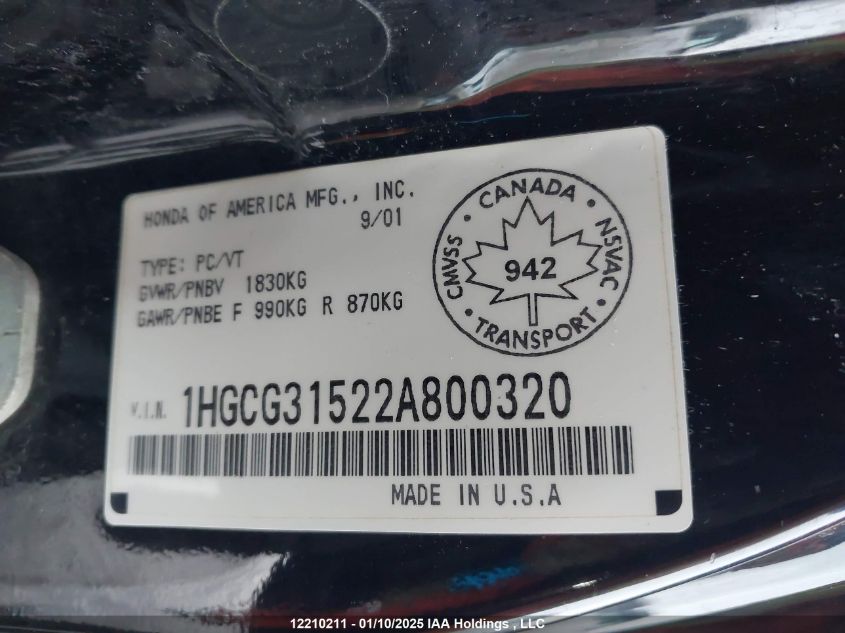 HONDA OF AMERICA MFG., INC.
9/01
TYPE: PC/VT
GVWR/PNBV 1830KG
GAWR/PNBE F 990KG R 870KG
CANADA
CMVSS
NSVAC
942
TRANSPORT
V.I.N. 1HGCG31522A800320
MADE IN U.S.A
12210211 - 01/10/2025 IAA Holdings , LLC